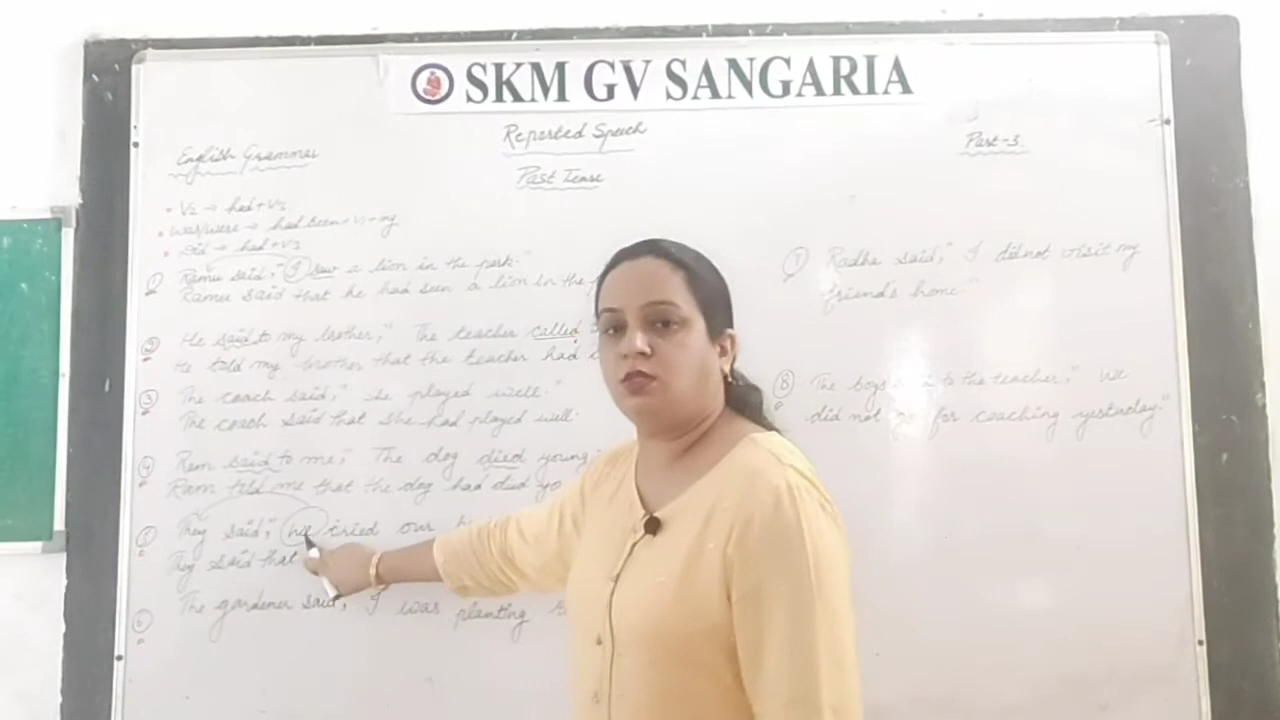 SKM GV SANGARIA
Reported Speech
English Grammar
Part-3
Past Tense
V2 → had+V3
was/were → had been+V1+ing
Did → had+V3
1 Ramu said," I saw a lion in the park."
Ramu said that he had seen a lion in the
2 He said to my brother," The teacher called
He told my brother that the teacher had
3 The coach said," She played well."
The coach said that she had played well.
4 Ram said to me," The dog died young.
Ram told me that the dog had died
5 They said," we tried our
They said that
6 The gardener said, I was planting
7 Radha said," I did not visit my
friend's home."
8 The boys to the teacher," We
did not for coaching yesturday."